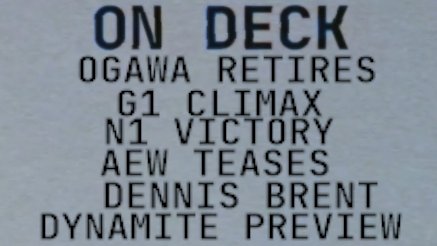 ON DECK
OGAWA RETIRES
G1 CLIMAX
N1 VICTORY
AEW TEASES
DENNIS BRENT
DYNAMITE PREVIEW